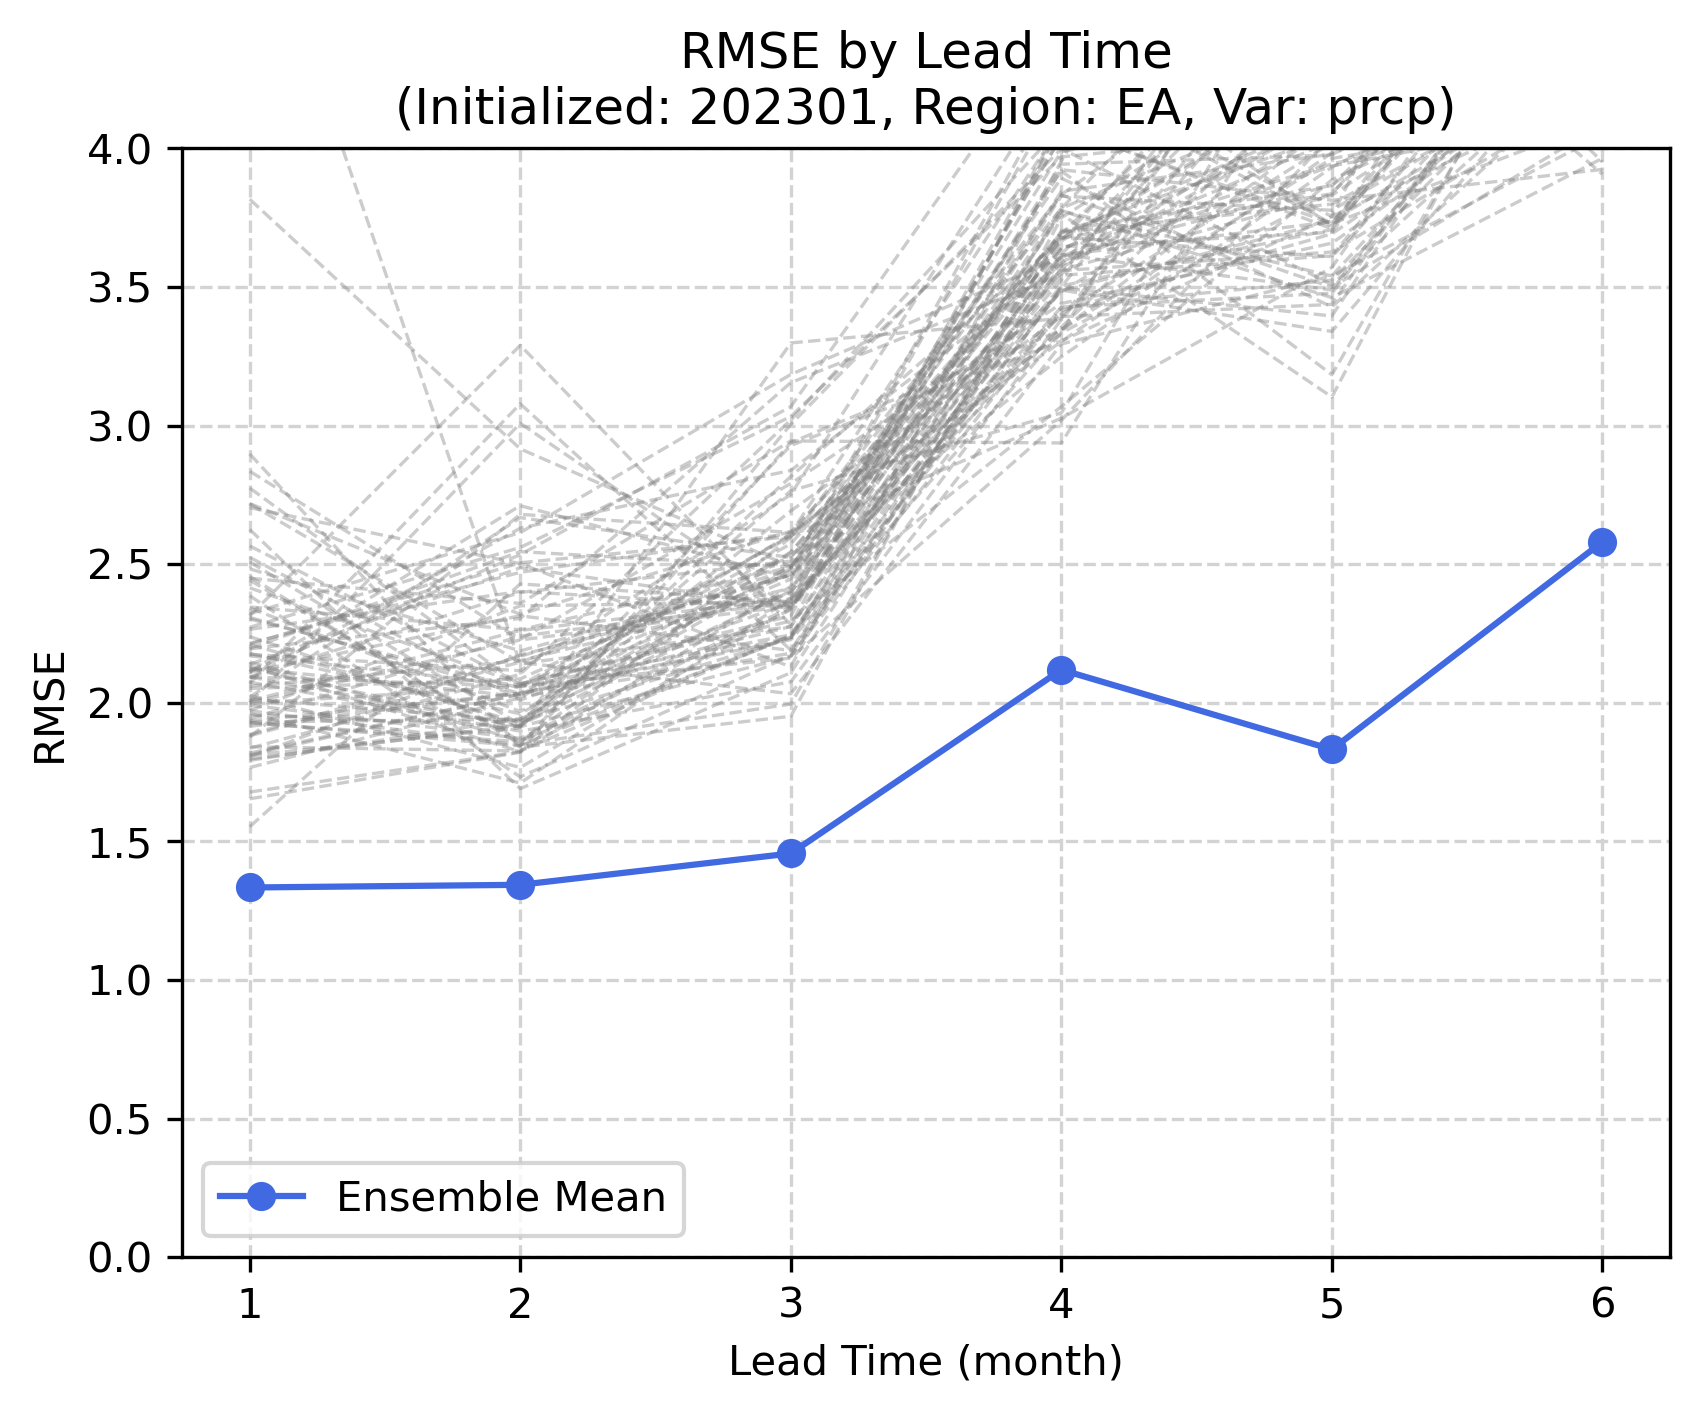 RMSE by Lead Time
(Initialized: 202301, Region: EA, Var: prcp)
4.0
3.5
3.0
2.5
2.0
1.5
1.0
0.5
0.0
RMSE
Ensemble Mean
1 2 3 4 5 6
Lead Time (month)